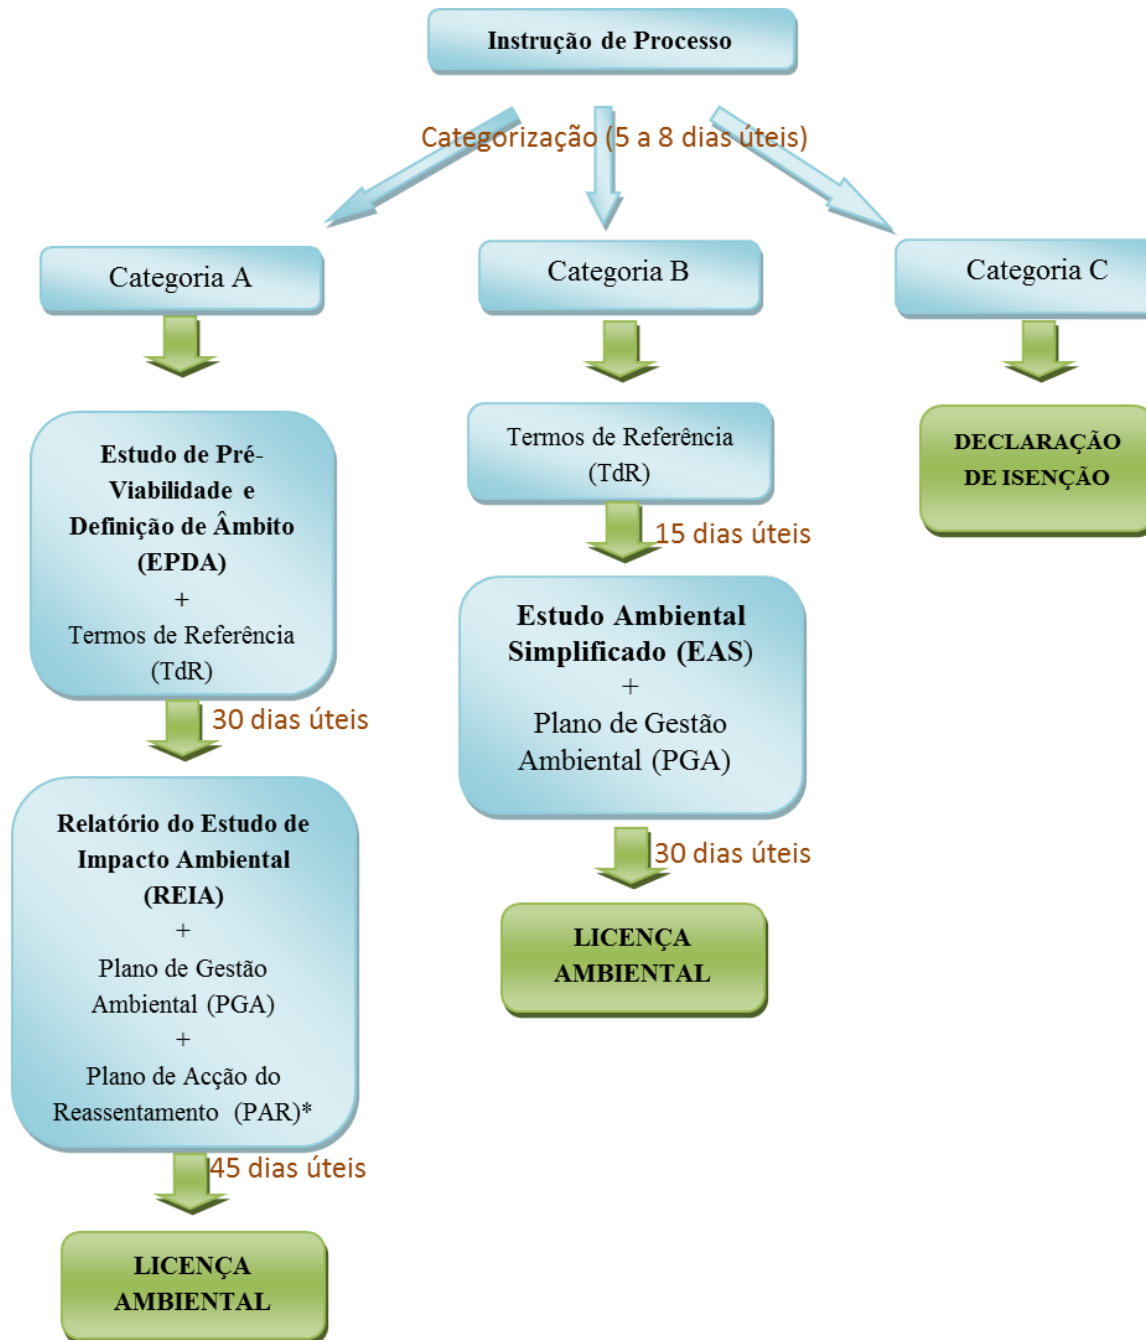 Instrução de Processo
Categorização (5 a 8 dias úteis)
Categoria A
Categoria B
Categoria C
Estudo de Pré-
Viabilidade e
Definição de Âmbito
(EPDA)
+
Termos de Referência
(TdR)
30 dias úteis
Relatório do Estudo de
Impacto Ambiental
(REIA)
+
Plano de Gestão
Ambiental (PGA)
+
Plano de Acção do
Reassentamento (PAR)*
45 dias úteis
LICENÇA
AMBIENTAL
Termos de Referência
(TdR)
15 dias úteis
Estudo Ambiental
Simplificado (EAS)
+
Plano de Gestão
Ambiental (PGA)
30 dias úteis
LICENÇA
AMBIENTAL
DECLARAÇÃO
DE ISENÇÃO